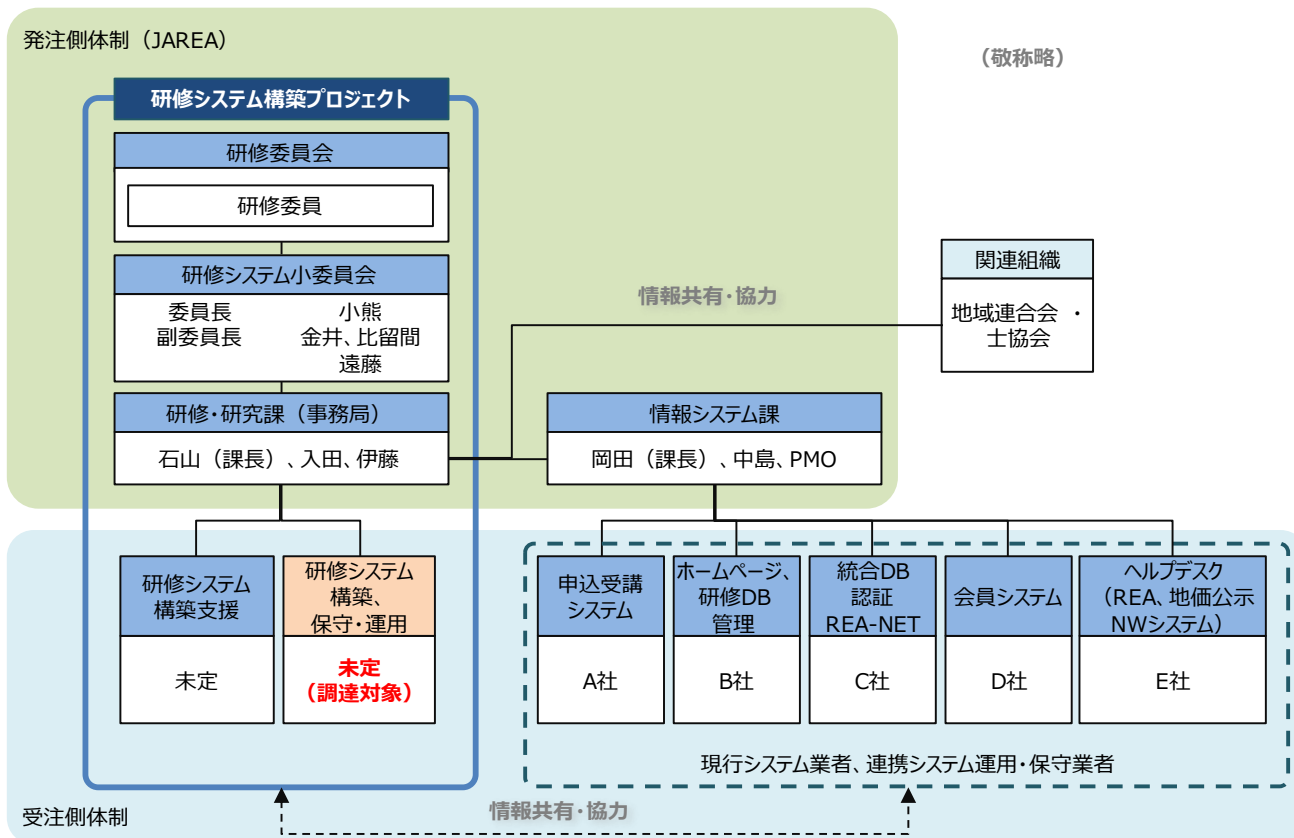 発注側体制（JAREA）
（敬称略）
研修システム構築プロジェクト
研修委員会
研修委員
研修システム小委員会
委員長　小熊
副委員長　金井、比留間
遠藤
情報共有・協力
関連組織
地域連合会 ・
士協会
研修・研究課（事務局）
石山（課長）、入田、伊藤
情報システム課
岡田（課長）、中島、PMO
研修システム
構築支援
未定
研修システム
構築、
保守・運用
未定
（調達対象）
申込受講
システム
A社
ホームページ、
研修DB
管理
B社
統合DB
認証
REA-NET
C社
会員システム
D社
ヘルプデスク
（REA、地価公示
NWシステム）
E社
現行システム業者、連携システム運用・保守業者
受注側体制
情報共有・協力